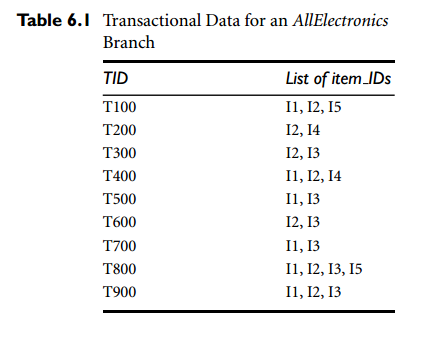 Table 6.1 Transactional Data for an AllElectronics
Branch
TID List of item_IDs
T100 I1, I2, I5
T200 I2, I4
T300 I2, I3
T400 I1, I2, I4
T500 I1, I3
T600 I2, I3
T700 I1, I3
T800 I1, I2, I3, I5
T900 I1, I2, I3